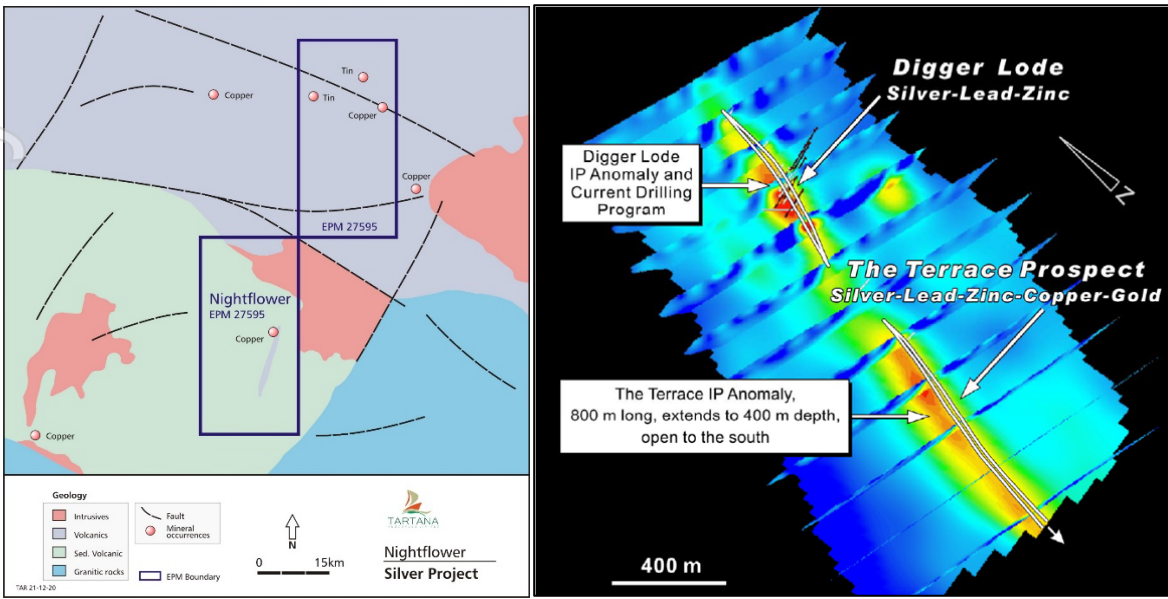 Tin
Copper
Tin
Copper
Copper
EPM 27595
Nightflower
EPM 27595
Copper
Copper
Geology
Intrusives
Volcanics
Sed. Volcanic
Granitic rocks
Fault
Mineral
occurrences
EPM Boundary
N
0 15km
TARTANA
Nightflower
Silver Project
TAR 21-12-20
Digger Lode
Silver-Lead-Zinc
Digger Lode
IP Anomaly and
Current Drilling
Program
N
The Terrace Prospect
Silver-Lead-Zinc-Copper-Gold
The Terrace IP Anomaly,
800 m long, extends to 400 m depth,
open to the south
400 m